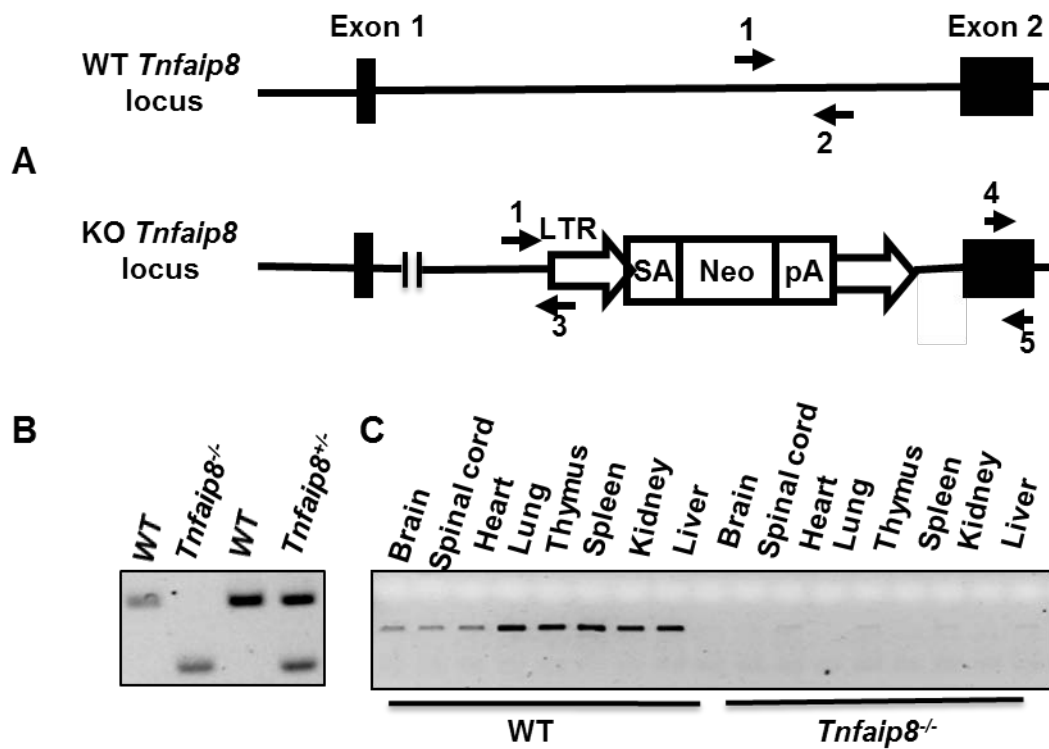 Exon 1
1
Exon 2
WT Tnfaip8
locus
2
A
KO Tnfaip8
locus
1
LTR
4
SA
Neo
pA
3
5
B
C
WT
Tnfaip8-/-
WT
Tnfaip8+/-
Brain
Spinal cord
Heart
Lung
Thymus
Spleen
Kidney
Liver
Brain
Spinal cord
Heart
Lung
Thymus
Spleen
Kidney
Liver
WT
Tnfaip8-/-